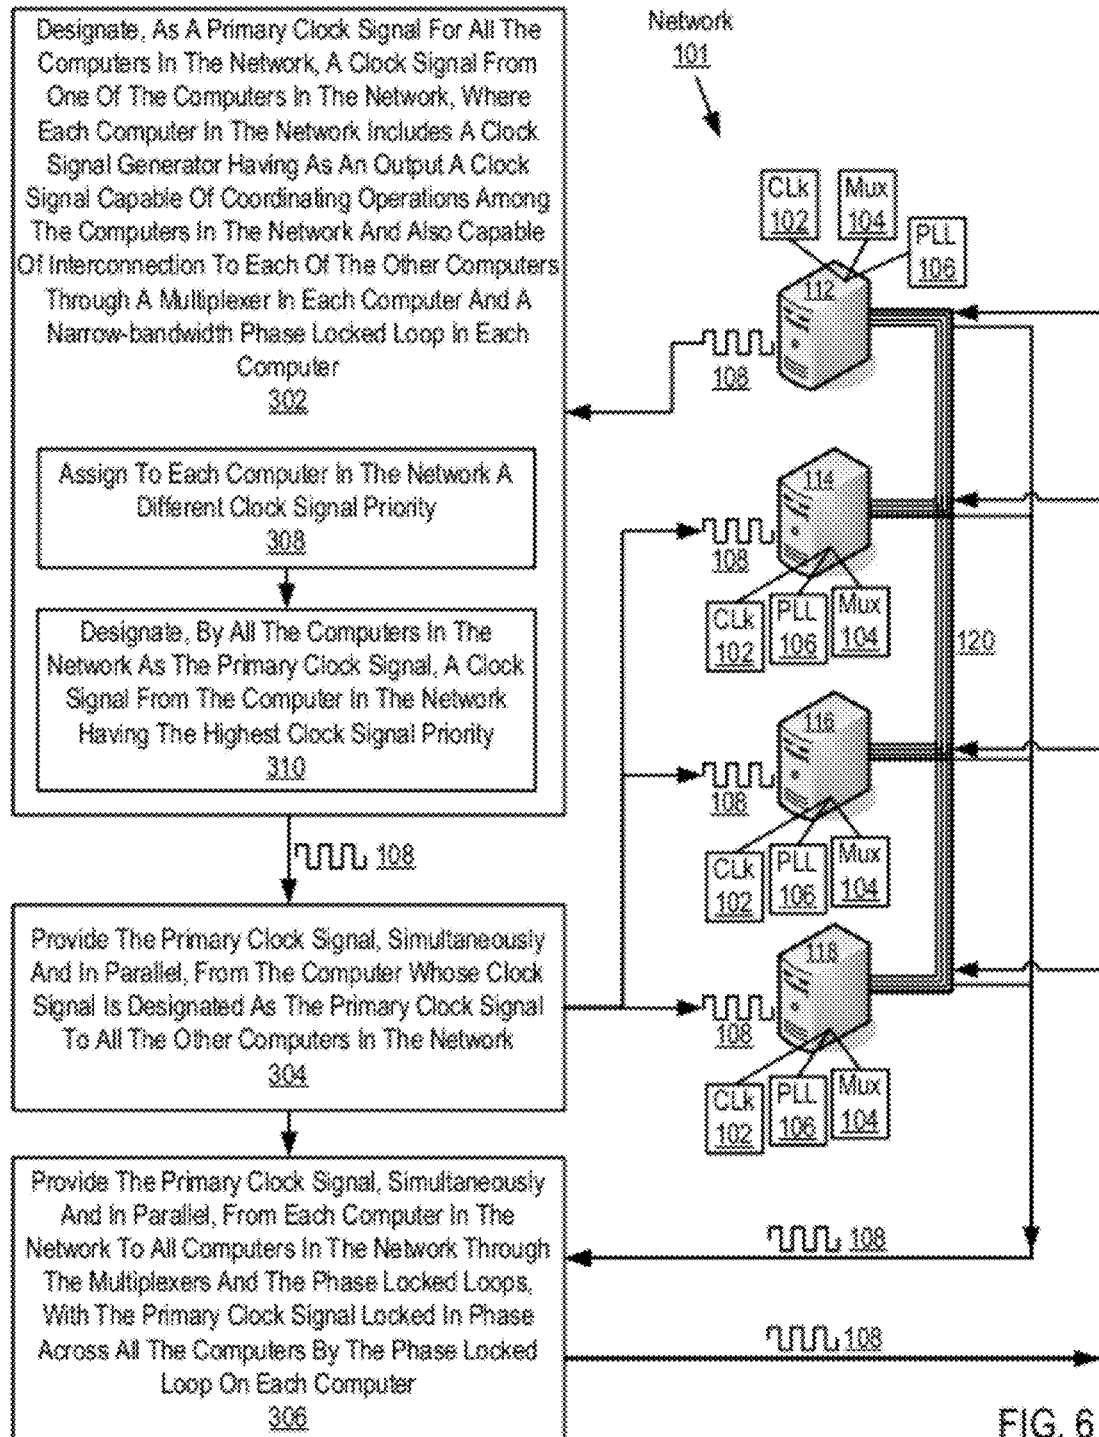 Designate, As A Primary Clock Signal For All The
Computers In The Network, A Clock Signal From
One Of The Computers In The Network, Where
Each Computer In The Network Includes A Clock
Signal Generator Having As An Output A Clock
Signal Capable Of Coordinating Operations Among
The Computers In The Network And Also Capable
Of Interconnection To Each Of The Other Computers
Through A Multiplexer In Each Computer And A
Narrow-bandwidth Phase Locked Loop In Each
Computer
302
Assign To Each Computer In The Network A
Different Clock Signal Priority
308
Designate, By All The Computers In The
Network As The Primary Clock Signal, A Clock
Signal From The Computer In The Network
Having The Highest Clock Signal Priority
310
108
Provide The Primary Clock Signal, Simultaneously
And In Parallel, From The Computer Whose Clock
Signal Is Designated As The Primary Clock Signal
To All The Other Computers In The Network
304
Provide The Primary Clock Signal, Simultaneously
And In Parallel, From Each Computer In The
Network To All Computers In The Network Through
The Multiplexers And The Phase Locked Loops,
With The Primary Clock Signal Locked In Phase
Across All The Computers By The Phase Locked
Loop On Each Computer
306
Network
101
CLk
102
Mux
104
PLL
106
112
108
114
108
CLk
102
PLL
106
Mux
104
120
116
108
CLk
102
PLL
106
Mux
104
118
108
CLk
102
PLL
106
Mux
104
108
108
FIG. 6